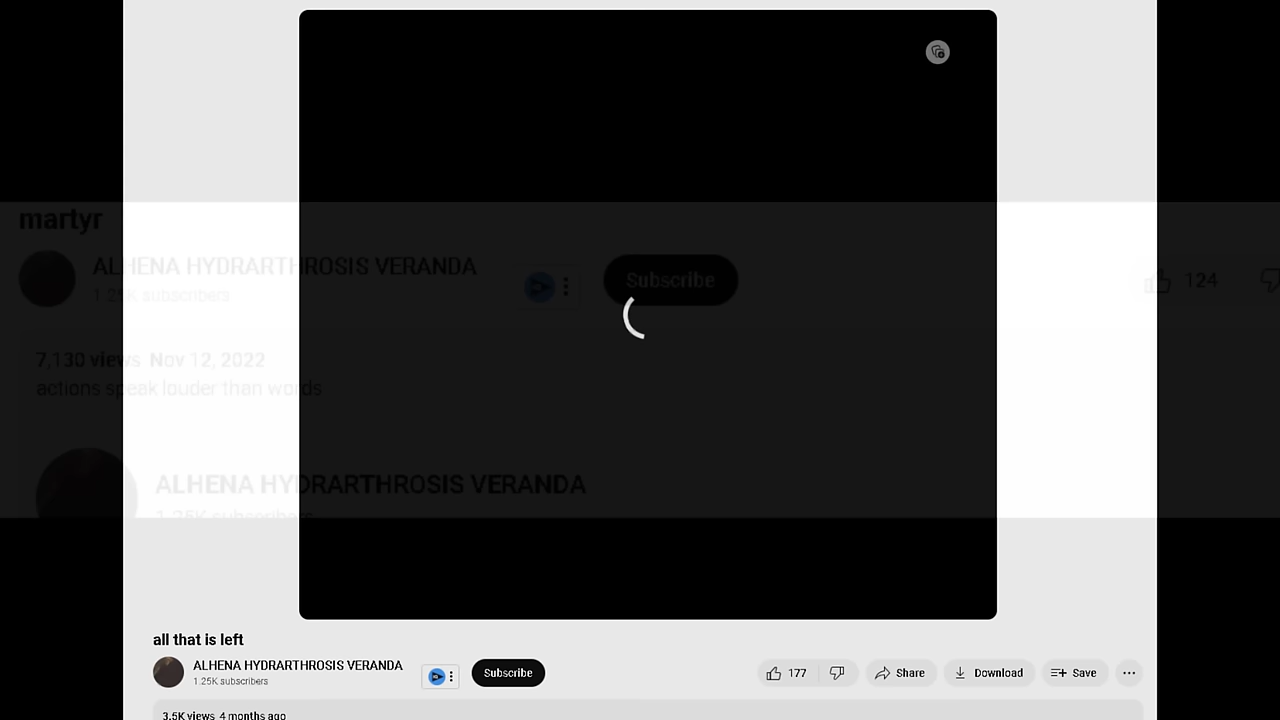 martyr
ALHENA HYDRARTHROSIS VERANDA
1.25K subscribers
Subscribe
124
7,130 views Nov 12, 2022
actions speak louder than words
ALHENA HYDRARTHROSIS VERANDA
1.25K subscribers
all that is left
ALHENA HYDRARTHROSIS VERANDA
1.25K subscribers
Subscribe
177
Share
Download
Save
3.5K views 4 months ago